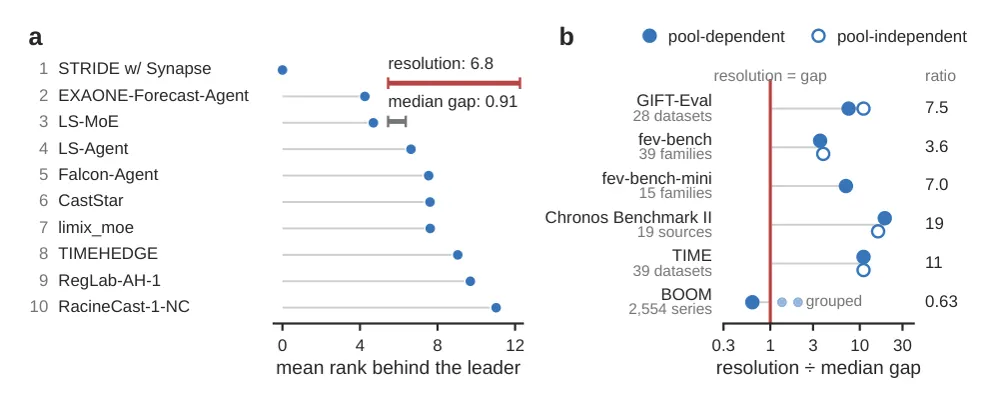 a
1 STRIDE w/ Synapse
2 EXAONE-Forecast-Agent
3 LS-MoE
4 LS-Agent
5 Falcon-Agent
6 CastStar
7 limix_moe
8 TIMEHEDGE
9 RegLab-AH-1
10 RacineCast-1-NC
resolution: 6.8
median gap: 0.91
0 4 8 12
mean rank behind the leader
b
pool-dependent pool-independent
resolution = gap ratio
GIFT-Eval 7.5
28 datasets
fev-bench 3.6
39 families
fev-bench-mini 7.0
15 families
Chronos Benchmark II 19
19 sources
TIME 11
39 datasets
BOOM grouped 0.63
2,554 series
0.3 1 3 10 30
resolution ÷ median gap